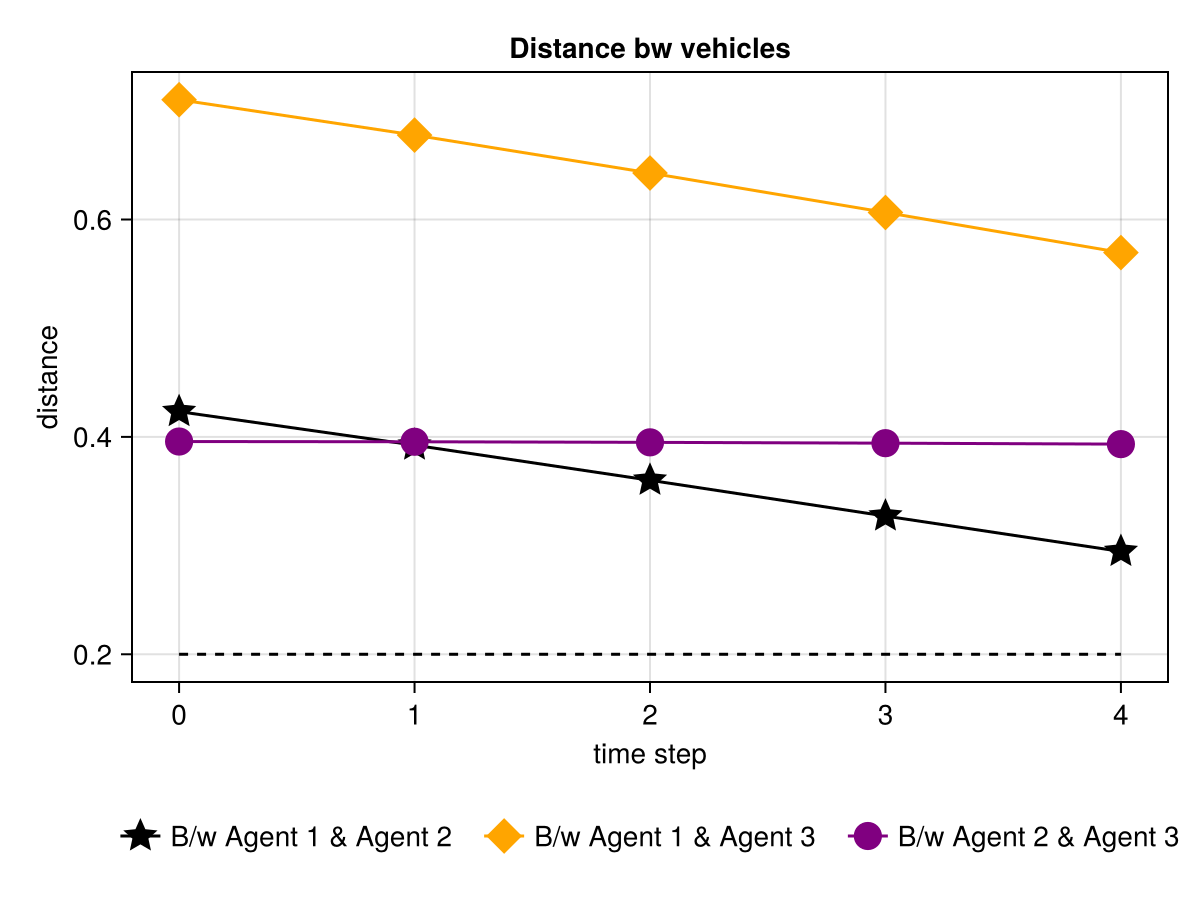 Distance bw vehicles
distance
0.6
0.4
0.2
0 1 2 3 4
time step
B/w Agent 1 & Agent 2 B/w Agent 1 & Agent 3 B/w Agent 2 & Agent 3